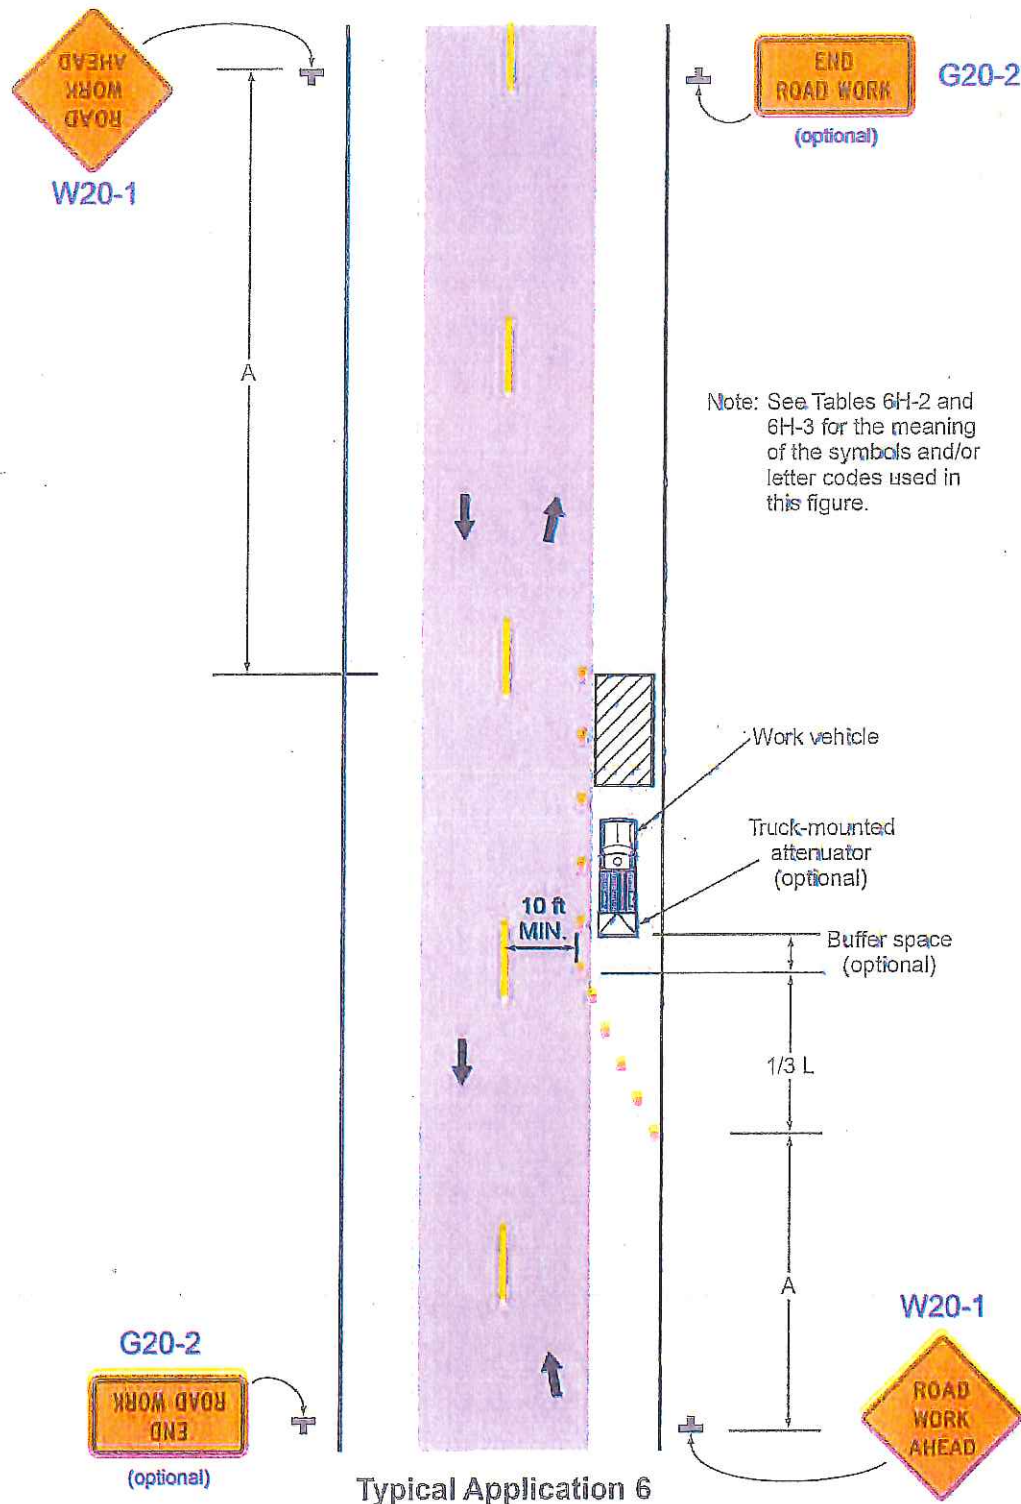 ROAD
WORK
AHEAD
W20-1
END
ROAD WORK
(optional)
G20-2
A
Note: See Tables 6H-2 and
6H-3 for the meaning
of the symbols and/or
letter codes used in
this figure.
Work vehicle
Truck-mounted
attenuator
(optional)
10 ft
MIN.
Buffer space
(optional)
1/3 L
A
G20-2
END
ROAD WORK
(optional)
W20-1
ROAD
WORK
AHEAD
Typical Application 6